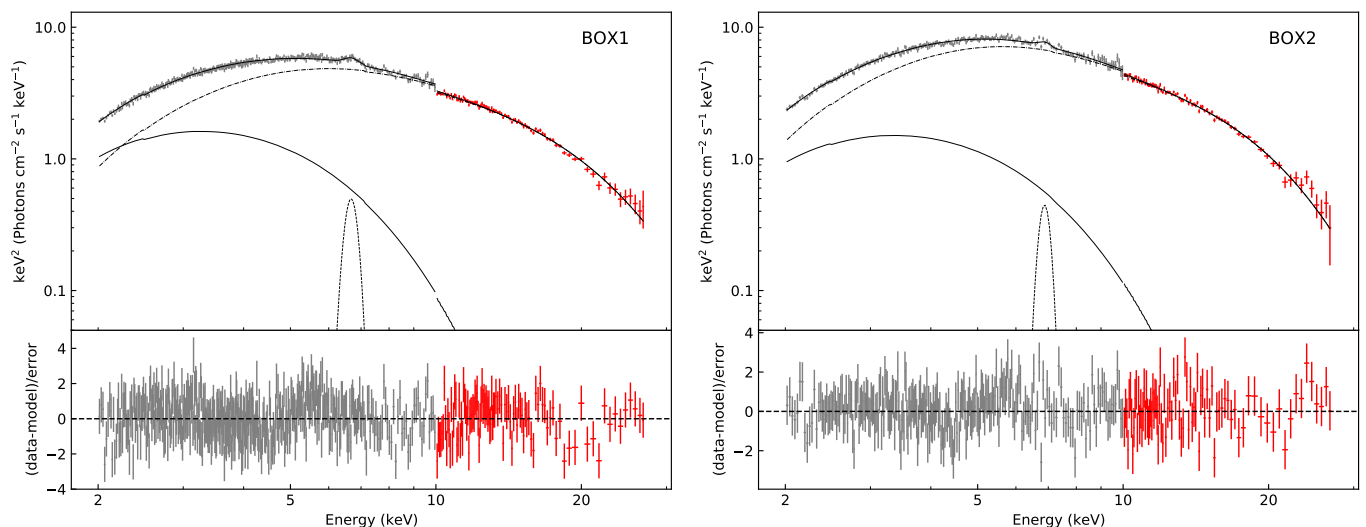 BOX1
10.0
1.0
0.1
keV² (Photons cm⁻² s⁻¹ keV⁻¹)
4
2
0
−2
−4
(data-model)/error
2
5
10
20
Energy (keV)
BOX2
10.0
1.0
0.1
keV² (Photons cm⁻² s⁻¹ keV⁻¹)
4
2
0
−2
(data-model)/error
2
5
10
20
Energy (keV)